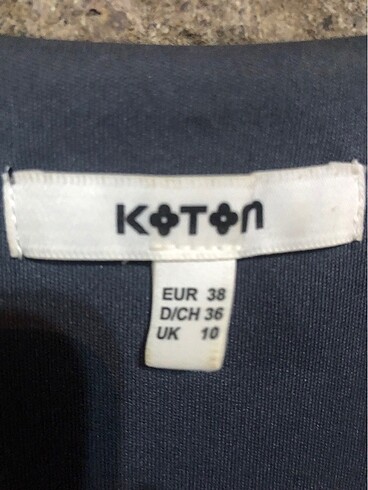 KOTON
EUR 38
D/CH 36
UK 10